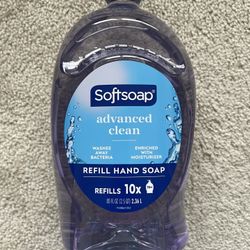 Softsoap
advanced
clean
WASHES
AWAY
BACTERIA
ENRICHED
WITH
MOISTURIZER
REFILL HAND SOAP
REFILLS 10x